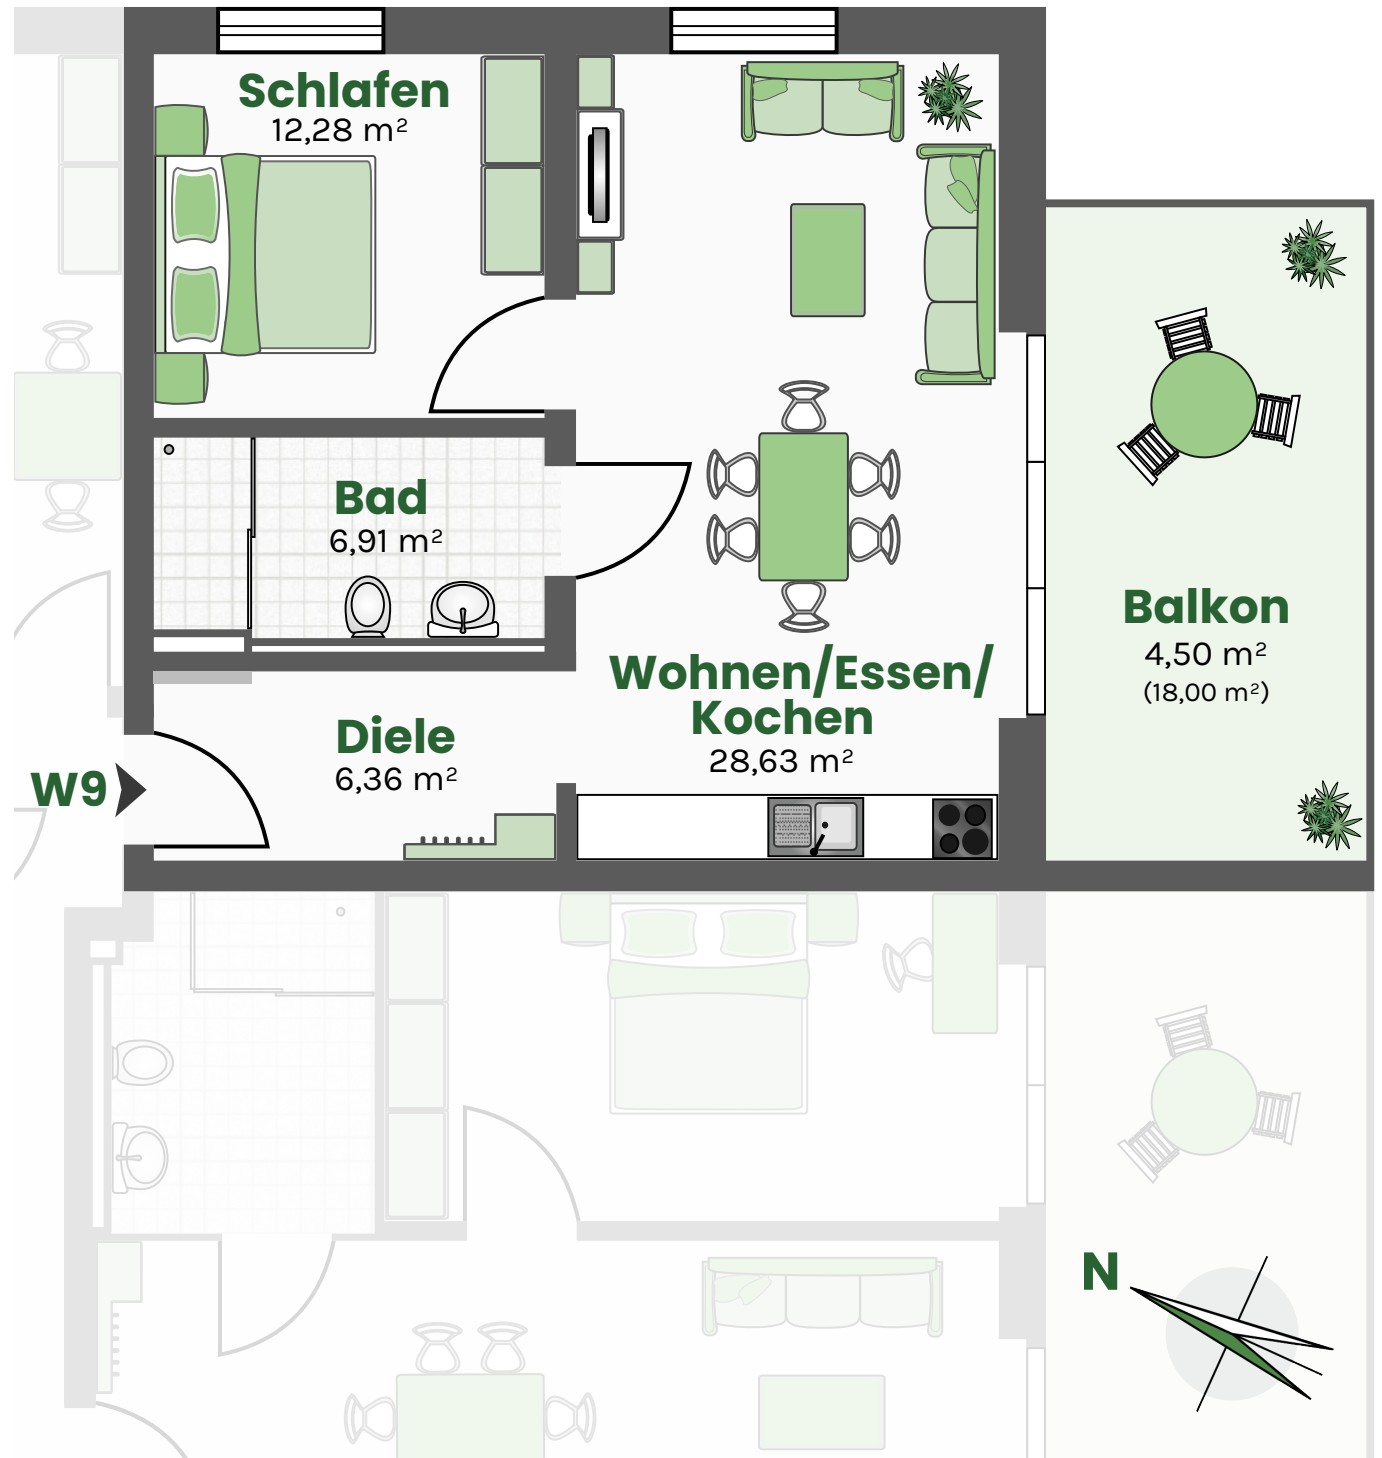 Schlafen
12,28 m²
Bad
6,91 m²
Wohnen/Essen/
Kochen
28,63 m²
Balkon
4,50 m²
(18,00 m²)
Diele
6,36 m²
W9
N